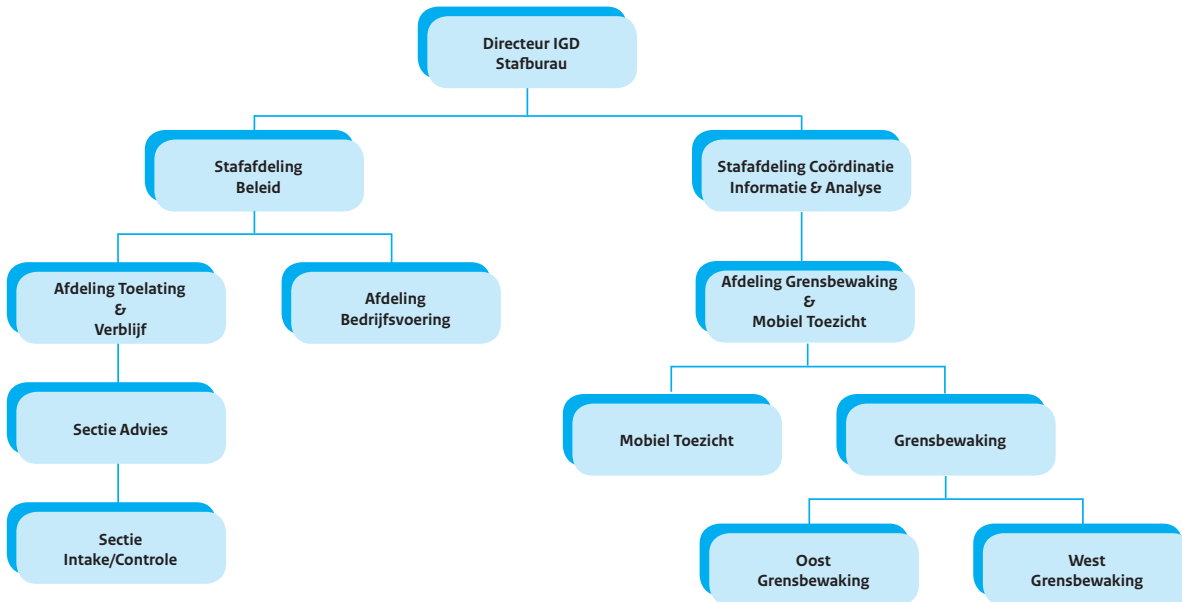 Directeur IGD
Stafburau
Stafafdeling
Beleid
Stafafdeling Coördinatie
Informatie & Analyse
Afdeling Toelating
&
Verblijf
Afdeling
Bedrijfsvoering
Afdeling Grensbewaking
&
Mobiel Toezicht
Sectie Advies
Mobiel Toezicht
Grensbewaking
Sectie
Intake/Controle
Oost
Grensbewaking
West
Grensbewaking